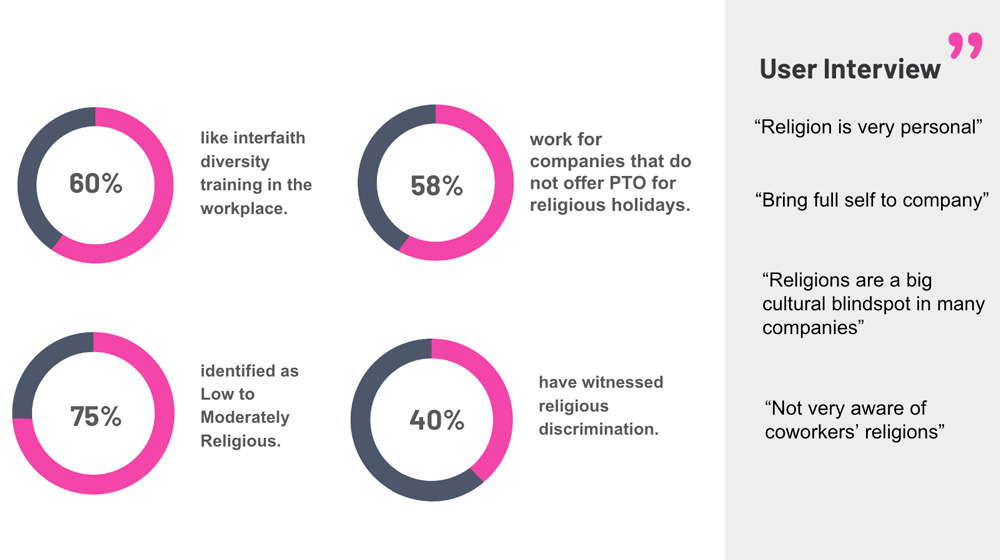 60%
like interfaith
diversity
training in the
workplace.
58%
work for
companies that do
not offer PTO for
religious holidays.
75%
identified as
Low to
Moderately
Religious.
40%
have witnessed
religious
discrimination.
”
User Interview
“Religion is very personal”
“Bring full self to company”
“Religions are a big
cultural blindspot in many
companies”
“Not very aware of
coworkers’ religions”